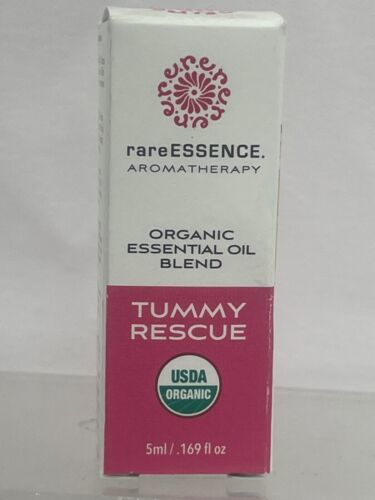 rareESSENCE.
AROMATHERAPY
ORGANIC
ESSENTIAL OIL
BLEND
TUMMY
RESCUE
USDA
ORGANIC
5ml / .169 fl oz